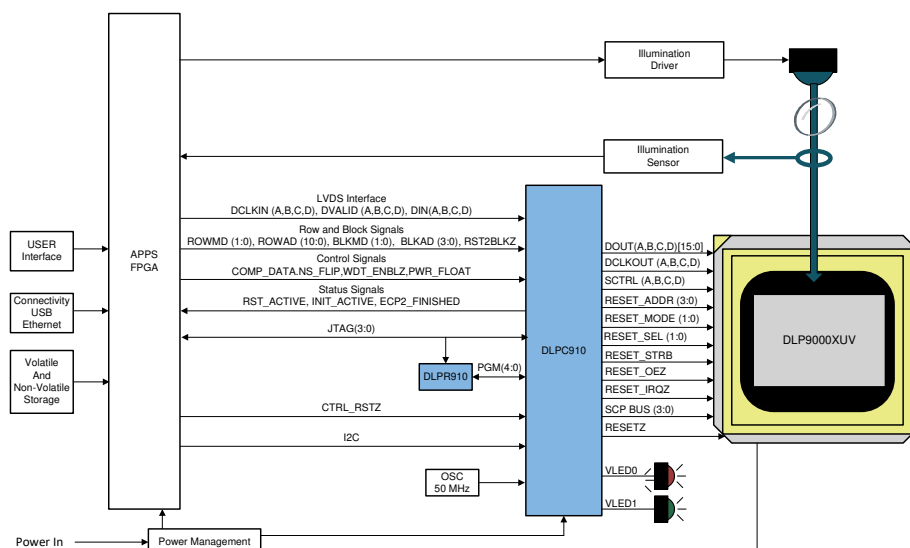 Illumination
Driver
Illumination
Sensor
LVDS Interface
DCLKIN (A,B,C,D), DVALID (A,B,C,D), DIN(A,B,C,D)
Row and Block Signals
ROWMD (1:0), ROWAD (10:0), BLKMD (1:0), BLKAD (3:0), RST2BLKZ
Control Signals
COMP_DATA.NS_FLIP,WDT_ENBLZ,PWR_FLOAT
Status Signals
RST_ACTIVE, INIT_ACTIVE, ECP2_FINISHED
JTAG(3:0)
PGM(4:0)
CTRL_RSTZ
I2C
USER
Interface
Connectivity
USB
Ethernet
Volatile
And
Non-Volatile
Storage
APPS
FPGA
DLPR910
DLPC910
OSC
50 MHz
DOUT(A,B,C,D)[15:0]
DCLKOUT (A,B,C,D)
SCTRL (A,B,C,D)
RESET_ADDR (3:0)
RESET_MODE (1:0)
RESET_SEL (1:0)
RESET_STRB
RESET_OEZ
RESET_IRQZ
SCP BUS (3:0)
RESETZ
VLED0
VLED1
DLP9000XUV
Power In
Power Management